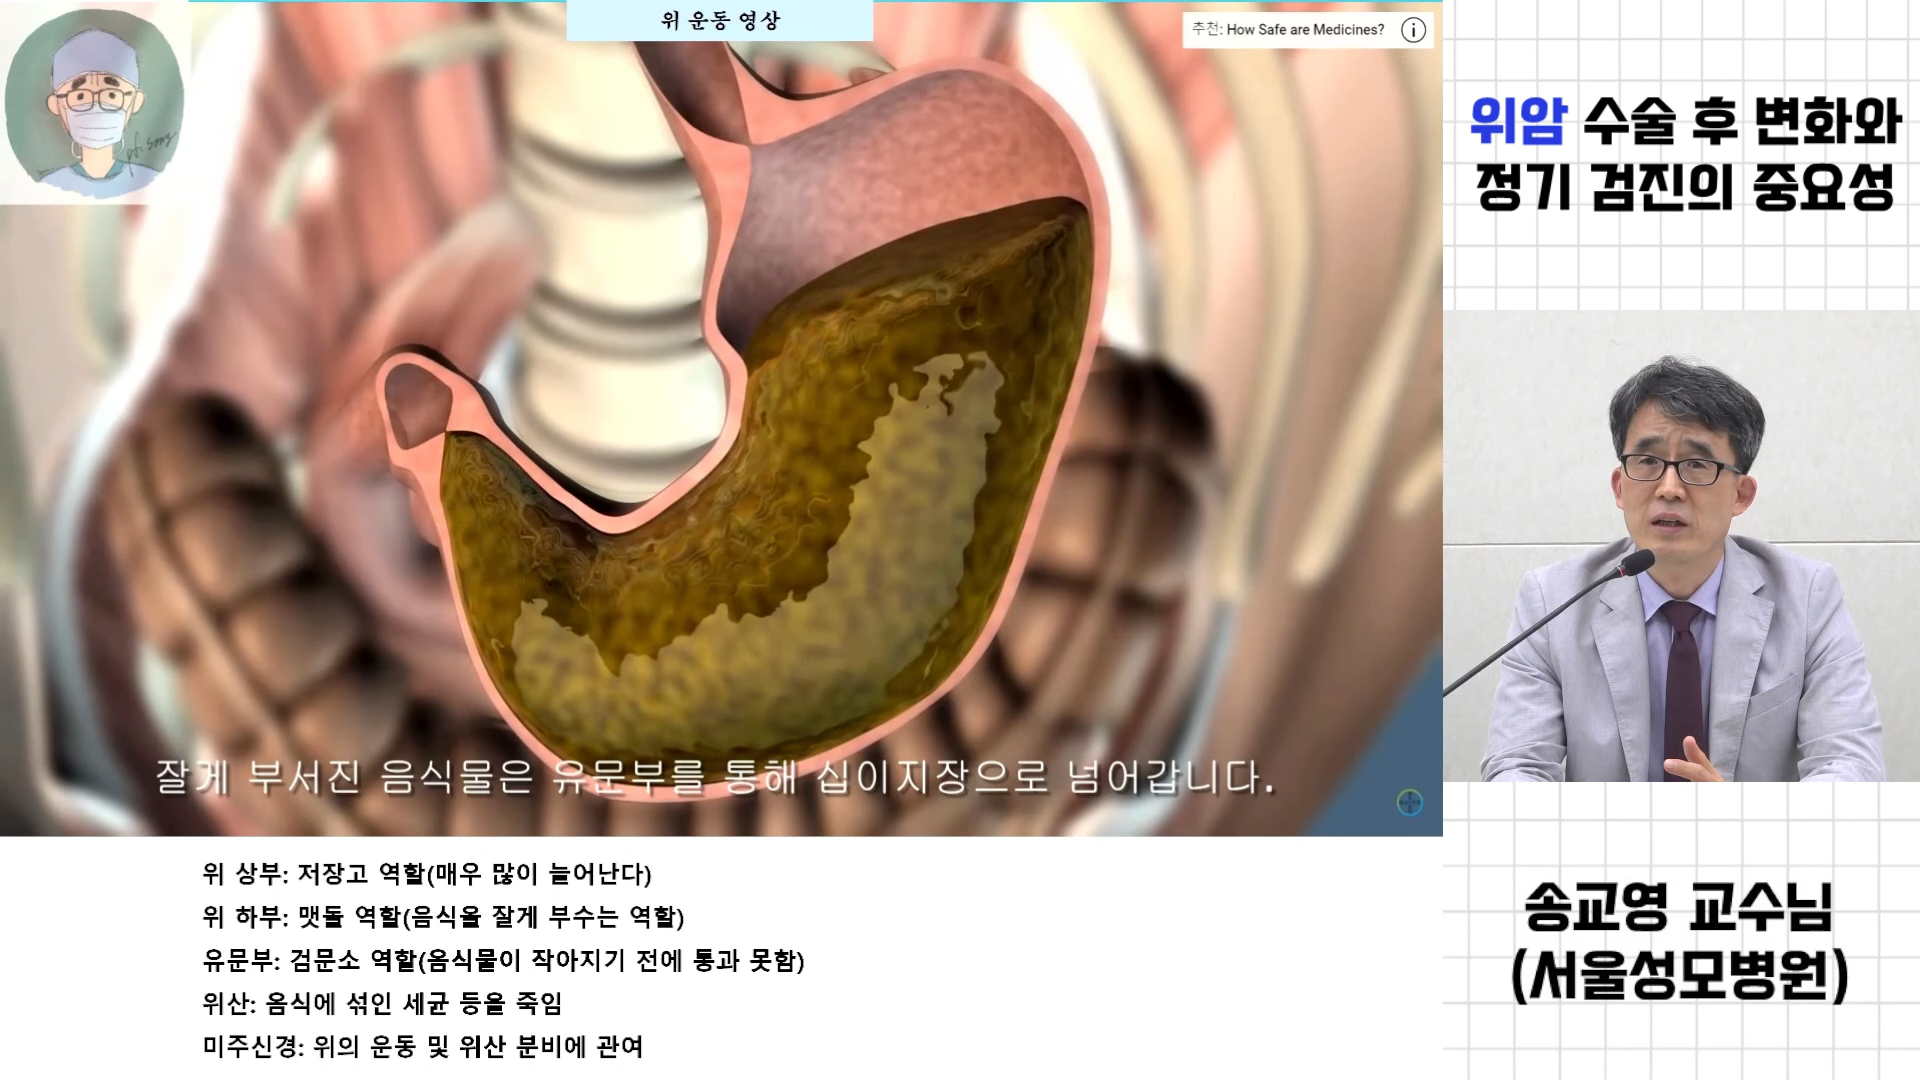 위 운동 영상
추천: How Safe are Medicines?
위암 수술 후 변화와
정기 검진의 중요성
잘게 부서진 음식물은 유문부를 통해 십이지장으로 넘어갑니다.
위 상부: 저장고 역할(매우 많이 늘어난다)
위 하부: 맷돌 역할(음식을 잘게 부수는 역할)
유문부: 검문소 역할(음식물이 작아지기 전에 통과 못함)
위산: 음식에 섞인 세균 등을 죽임
미주신경: 위의 운동 및 위산 분비에 관여
송교영 교수님
(서울성모병원)